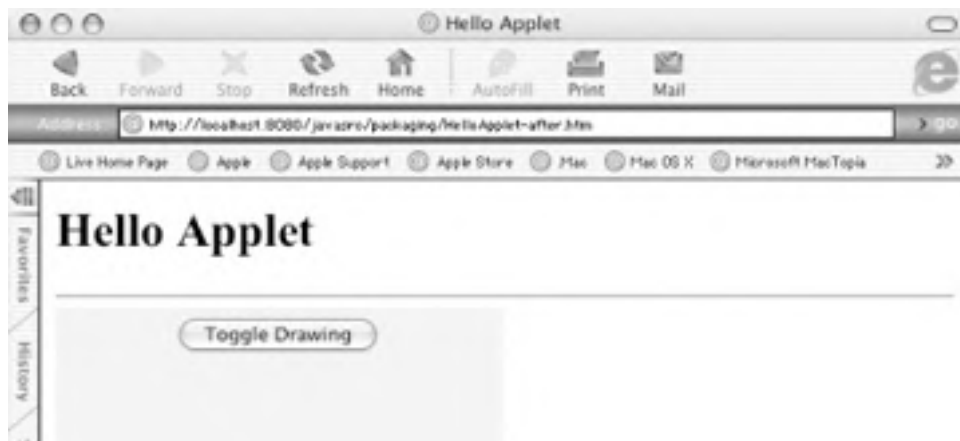 Hello Applet
Back Forward Stop Refresh Home AutoFill Print Mail
Address http://localhost:8080/javapro/packaging/HelloApplet-after.htm go
Live Home Page Apple Apple Support Apple Store .Mac Mac OS X Microsoft MacTopia
Favorites
History
Hello Applet
Toggle Drawing